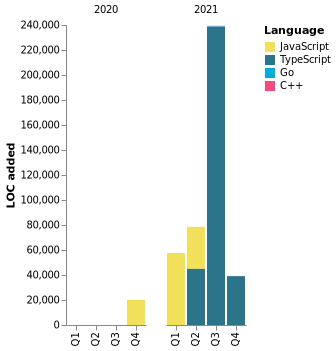 2020 2021
Language
JavaScript
TypeScript
Go
C++
LOC added
240,000
220,000
200,000
180,000
160,000
140,000
120,000
100,000
80,000
60,000
40,000
20,000
0
Q1 Q2 Q3 Q4 Q1 Q2 Q3 Q4